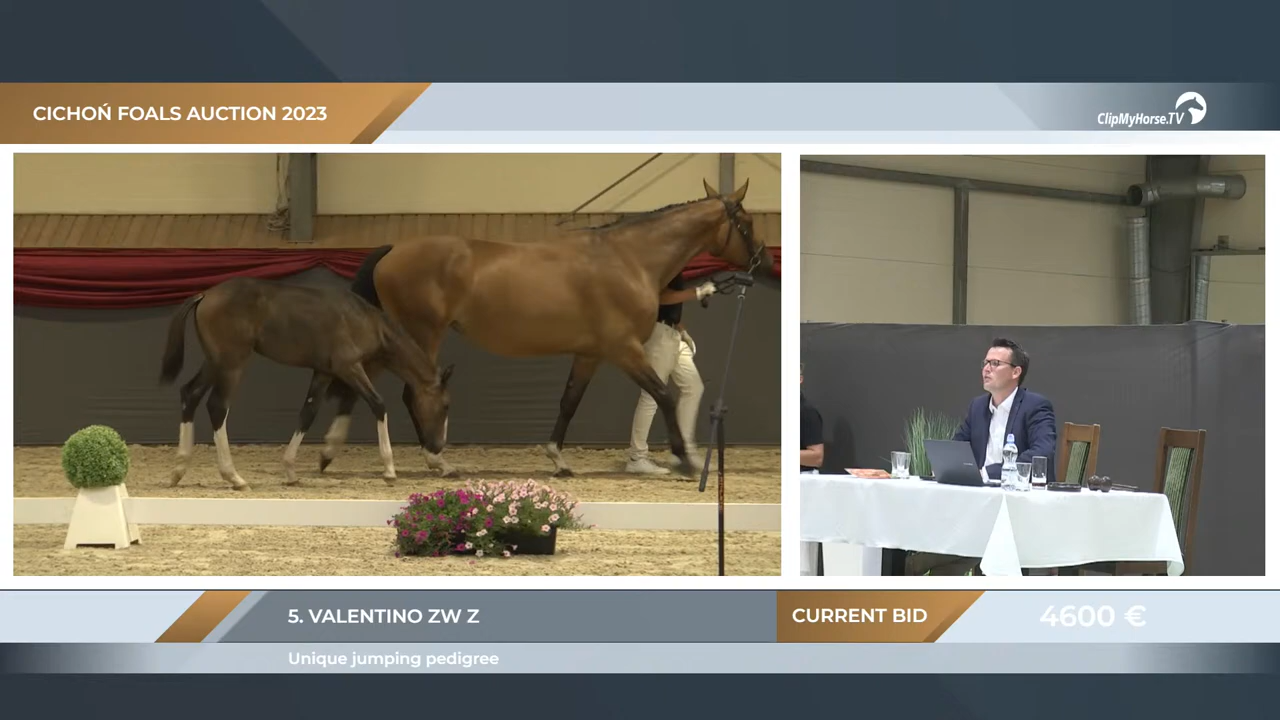 CICHOŃ FOALS AUCTION 2023
ClipMyHorse.TV
5. VALENTINO ZW Z
CURRENT BID
4600 €
Unique jumping pedigree